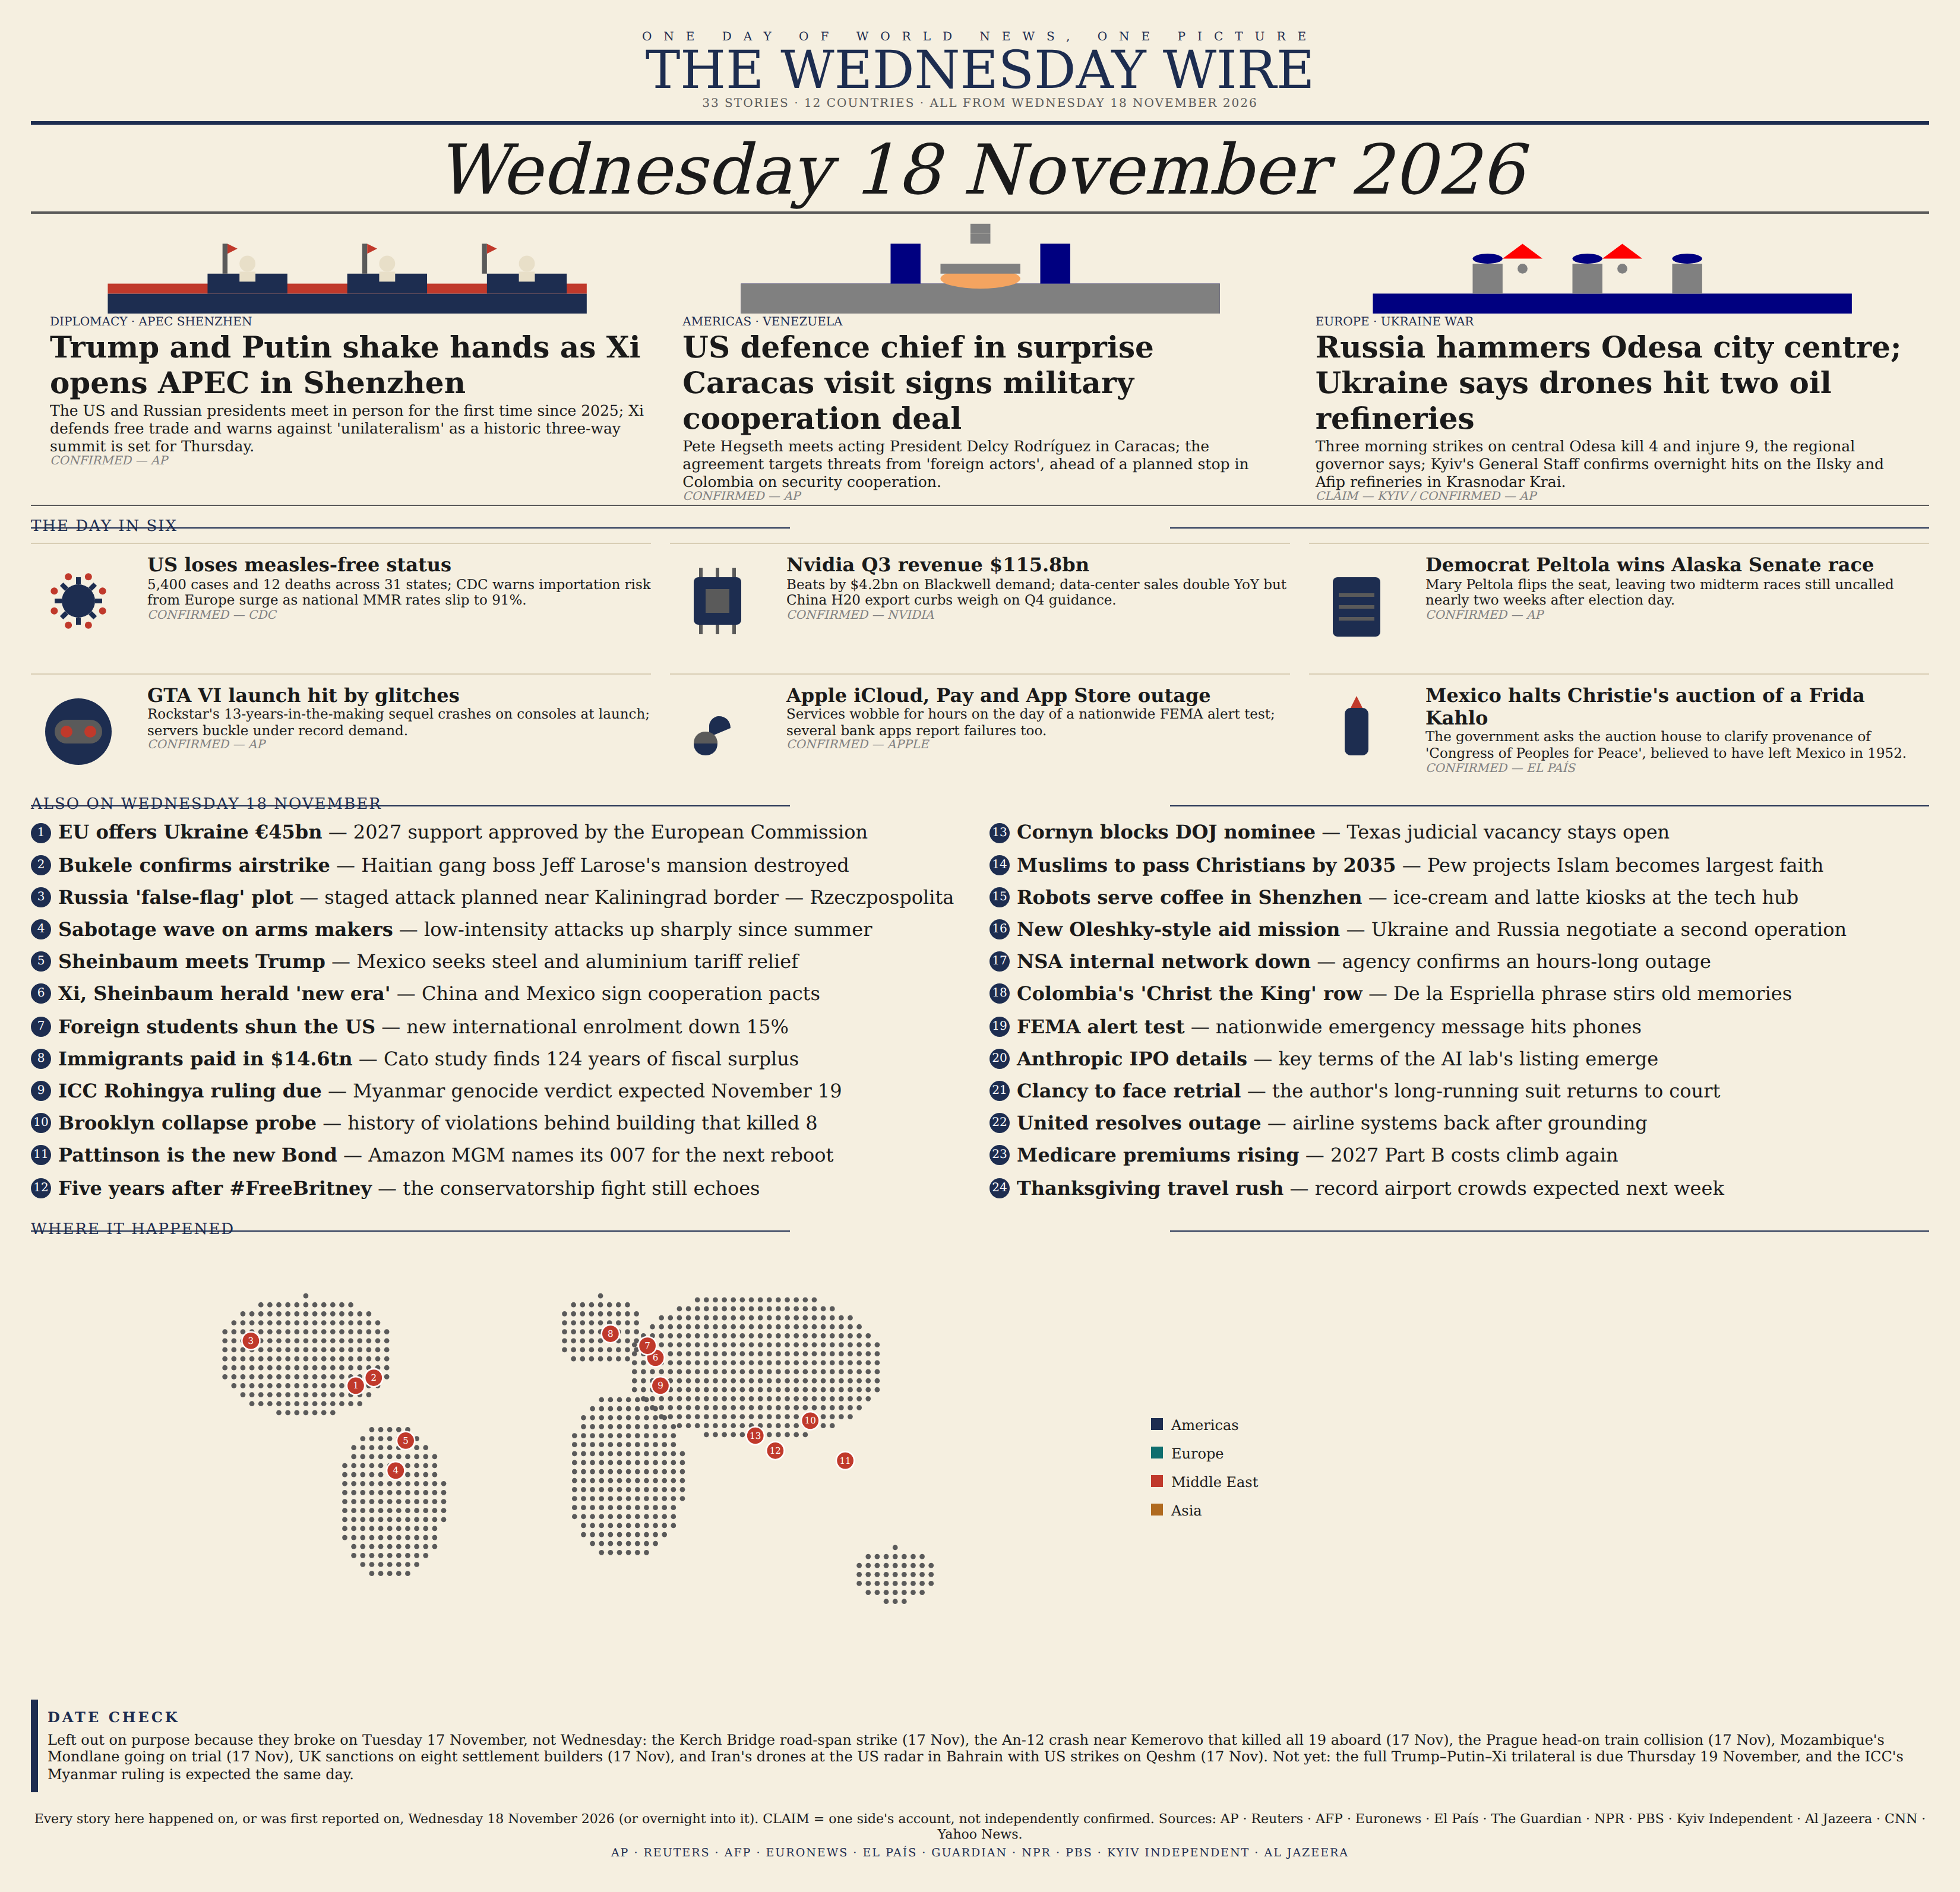 ONE DAY OF WORLD NEWS, ONE PICTURE
THE WEDNESDAY WIRE
33 STORIES · 12 COUNTRIES · ALL FROM WEDNESDAY 18 NOVEMBER 2026
Wednesday 18 November 2026
DIPLOMACY · APEC SHENZHEN
Trump and Putin shake hands as Xi
opens APEC in Shenzhen
The US and Russian presidents meet in person for the first time since 2025; Xi
defends free trade and warns against 'unilateralism' as a historic three-way
summit is set for Thursday.
CONFIRMED — AP
AMERICAS · VENEZUELA
US defence chief in surprise
Caracas visit signs military
cooperation deal
Pete Hegseth meets acting President Delcy Rodríguez in Caracas; the
agreement targets threats from 'foreign actors', ahead of a planned stop in
Colombia on security cooperation.
CONFIRMED — AP
EUROPE · UKRAINE WAR
Russia hammers Odesa city centre;
Ukraine says drones hit two oil
refineries
Three morning strikes on central Odesa kill 4 and injure 9, the regional
governor says; Kyiv's General Staff confirms overnight hits on the Ilsky and
Afip refineries in Krasnodar Krai.
CLAIM — KYIV / CONFIRMED — AP
THE DAY IN SIX
US loses measles-free status
5,400 cases and 12 deaths across 31 states; CDC warns importation risk
from Europe surge as national MMR rates slip to 91%.
CONFIRMED — CDC
Nvidia Q3 revenue $115.8bn
Beats by $4.2bn on Blackwell demand; data-center sales double YoY but
China H20 export curbs weigh on Q4 guidance.
CONFIRMED — NVIDIA
Democrat Peltola wins Alaska Senate race
Mary Peltola flips the seat, leaving two midterm races still uncalled
nearly two weeks after election day.
CONFIRMED — AP
GTA VI launch hit by glitches
Rockstar's 13-years-in-the-making sequel crashes on consoles at launch;
servers buckle under record demand.
CONFIRMED — AP
Apple iCloud, Pay and App Store outage
Services wobble for hours on the day of a nationwide FEMA alert test;
several bank apps report failures too.
CONFIRMED — APPLE
Mexico halts Christie's auction of a Frida
Kahlo
The government asks the auction house to clarify provenance of
'Congress of Peoples for Peace', believed to have left Mexico in 1952.
CONFIRMED — EL PAÍS
ALSO ON WEDNESDAY 18 NOVEMBER
1 EU offers Ukraine €45bn — 2027 support approved by the European Commission
2 Bukele confirms airstrike — Haitian gang boss Jeff Larose's mansion destroyed
3 Russia 'false-flag' plot — staged attack planned near Kaliningrad border — Rzeczpospolita
4 Sabotage wave on arms makers — low-intensity attacks up sharply since summer
5 Sheinbaum meets Trump — Mexico seeks steel and aluminium tariff relief
6 Xi, Sheinbaum herald 'new era' — China and Mexico sign cooperation pacts
7 Foreign students shun the US — new international enrolment down 15%
8 Immigrants paid in $14.6tn — Cato study finds 124 years of fiscal surplus
9 ICC Rohingya ruling due — Myanmar genocide verdict expected November 19
10 Brooklyn collapse probe — history of violations behind building that killed 8
11 Pattinson is the new Bond — Amazon MGM names its 007 for the next reboot
12 Five years after #FreeBritney — the conservatorship fight still echoes
13 Cornyn blocks DOJ nominee — Texas judicial vacancy stays open
14 Muslims to pass Christians by 2035 — Pew projects Islam becomes largest faith
15 Robots serve coffee in Shenzhen — ice-cream and latte kiosks at the tech hub
16 New Oleshky-style aid mission — Ukraine and Russia negotiate a second operation
17 NSA internal network down — agency confirms an hours-long outage
18 Colombia's 'Christ the King' row — De la Espriella phrase stirs old memories
19 FEMA alert test — nationwide emergency message hits phones
20 Anthropic IPO details — key terms of the AI lab's listing emerge
21 Clancy to face retrial — the author's long-running suit returns to court
22 United resolves outage — airline systems back after grounding
23 Medicare premiums rising — 2027 Part B costs climb again
24 Thanksgiving travel rush — record airport crowds expected next week
WHERE IT HAPPENED
3
8
7
6
2
1
9
10
13
5
12
11
4
Americas
Europe
Middle East
Asia
DATE CHECK
Left out on purpose because they broke on Tuesday 17 November, not Wednesday: the Kerch Bridge road-span strike (17 Nov), the An-12 crash near Kemerovo that killed all 19 aboard (17 Nov), the Prague head-on train collision (17 Nov), Mozambique's
Mondlane going on trial (17 Nov), UK sanctions on eight settlement builders (17 Nov), and Iran's drones at the US radar in Bahrain with US strikes on Qeshm (17 Nov). Not yet: the full Trump–Putin–Xi trilateral is due Thursday 19 November, and the ICC's
Myanmar ruling is expected the same day.
Every story here happened on, or was first reported on, Wednesday 18 November 2026 (or overnight into it). CLAIM = one side's account, not independently confirmed. Sources: AP · Reuters · AFP · Euronews · El País · The Guardian · NPR · PBS · Kyiv Independent · Al Jazeera · CNN ·
Yahoo News.
AP · REUTERS · AFP · EURONEWS · EL PAÍS · GUARDIAN · NPR · PBS · KYIV INDEPENDENT · AL JAZEERA